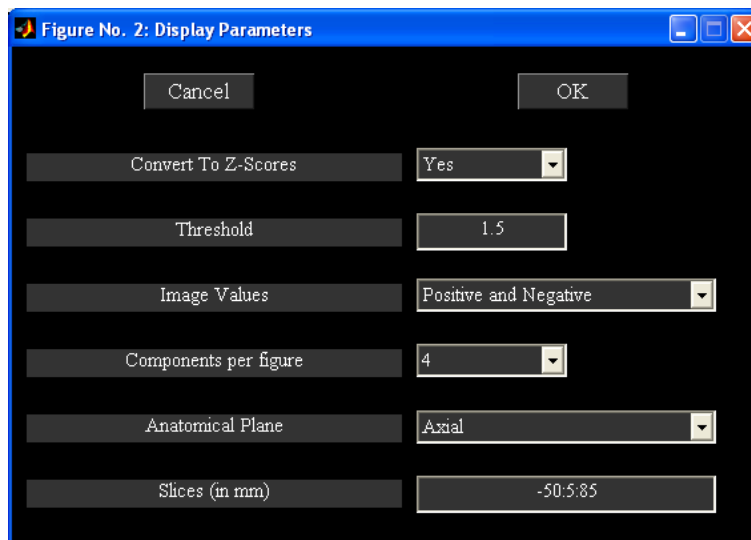 Figure No. 2: Display Parameters
Cancel OK
Convert To Z-Scores Yes
Threshold 1.5
Image Values Positive and Negative
Components per figure 4
Anatomical Plane Axial
Slices (in mm) -50:5:85